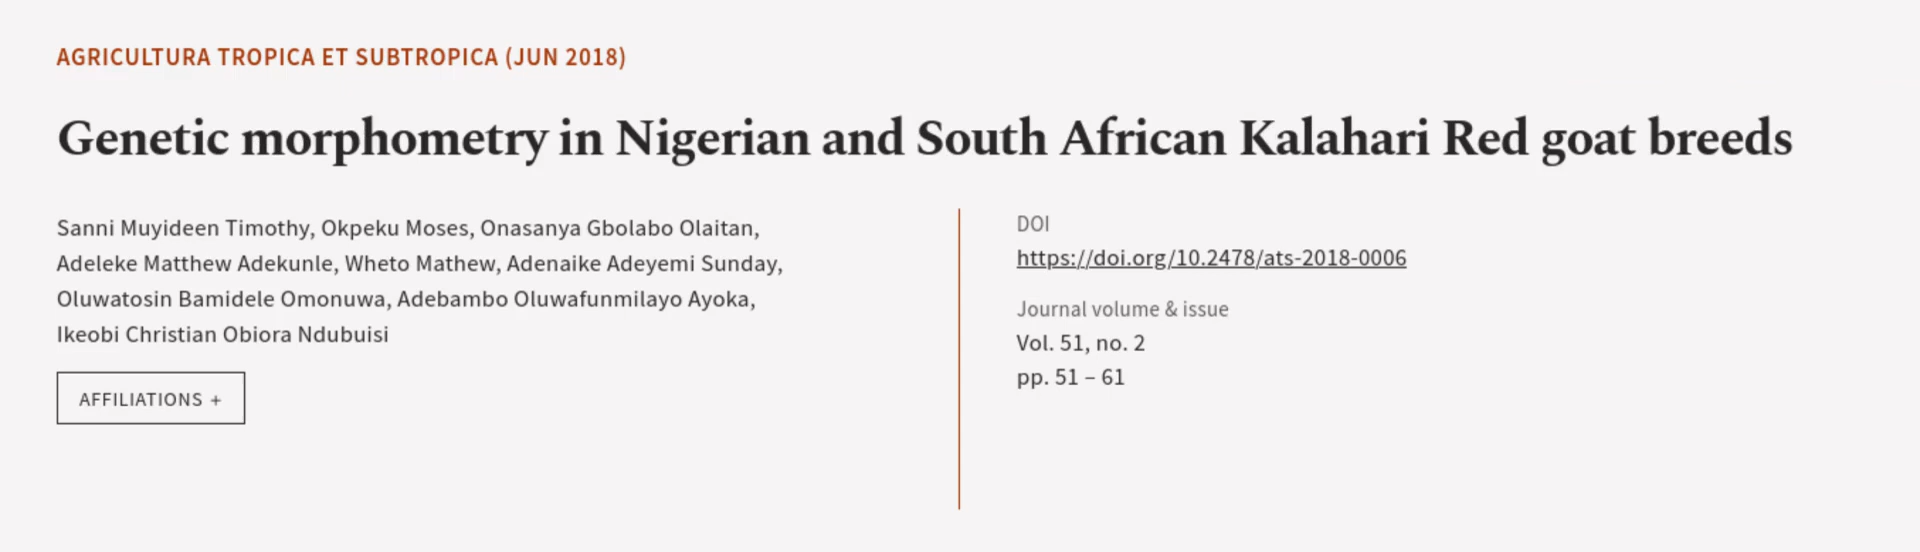 AGRICULTURA TROPICA ET SUBTROPICA (JUN 2018)
Genetic morphometry in Nigerian and South African Kalahari Red goat breeds
Sanni Muyideen Timothy, Okpeku Moses, Onasanya Gbolabo Olaitan,
Adeleke Matthew Adekunle, Wheto Mathew, Adenaike Adeyemi Sunday,
Oluwatosin Bamidele Omonuwa, Adebambo Oluwafunmilayo Ayoka,
Ikeobi Christian Obiora Ndubuisi
AFFILIATIONS +
DOI
https://doi.org/10.2478/ats-2018-0006
Journal volume & issue
Vol. 51, no. 2
pp. 51 – 61